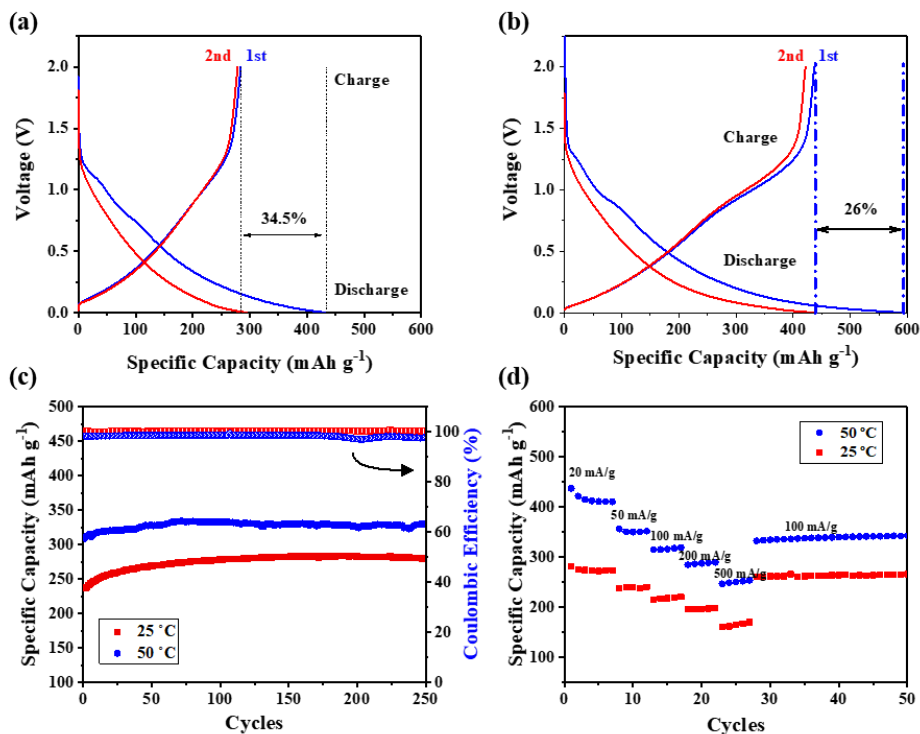 (a)
2nd 1st
Charge
34.5%
Discharge
Voltage (V)
2.0
1.5
1.0
0.5
0.0
0 100 200 300 400 500 600
Specific Capacity (mAh g⁻¹)
(b)
2nd 1st
Charge
26%
Discharge
Voltage (V)
2.0
1.5
1.0
0.5
0.0
0 100 200 300 400 500 600
Specific Capacity (mAh g⁻¹)
(c)
Specific Capacity (mAh g⁻¹)
500
450
400
350
300
250
200
150
100
25 °C
50 °C
0 50 100 150 200 250
Cycles
100
80
60
40
20
0
Coulombic Efficiency (%)
(d)
Specific Capacity (mAh g⁻¹)
600
500
400
300
200
100
50 °C
25 °C
20 mA/g
50 mA/g
100 mA/g
200 mA/g
500 mA/g
100 mA/g
0 10 20 30 40 50
Cycles